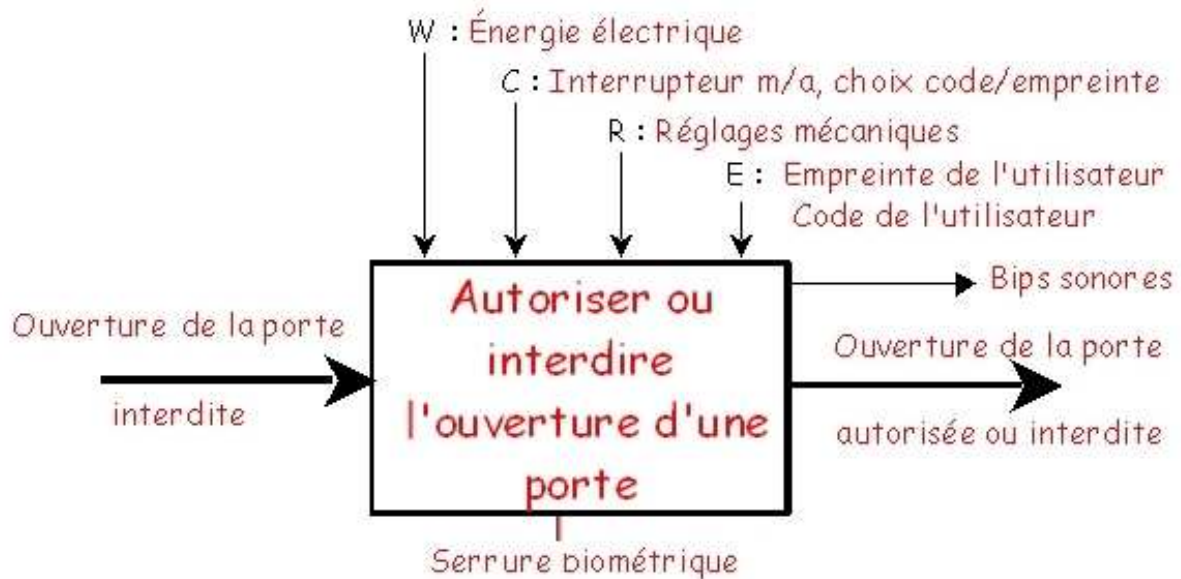 W : Énergie électrique
C : Interrupteur m/a, choix code/empreinte
R : Réglages mécaniques
E : Empreinte de l'utilisateur
Code de l'utilisateur
Bips sonores
Autoriser ou
interdire
l'ouverture d'une
porte
Ouverture de la porte
interdite
Ouverture de la porte
autorisée ou interdite
Serrure biométrique